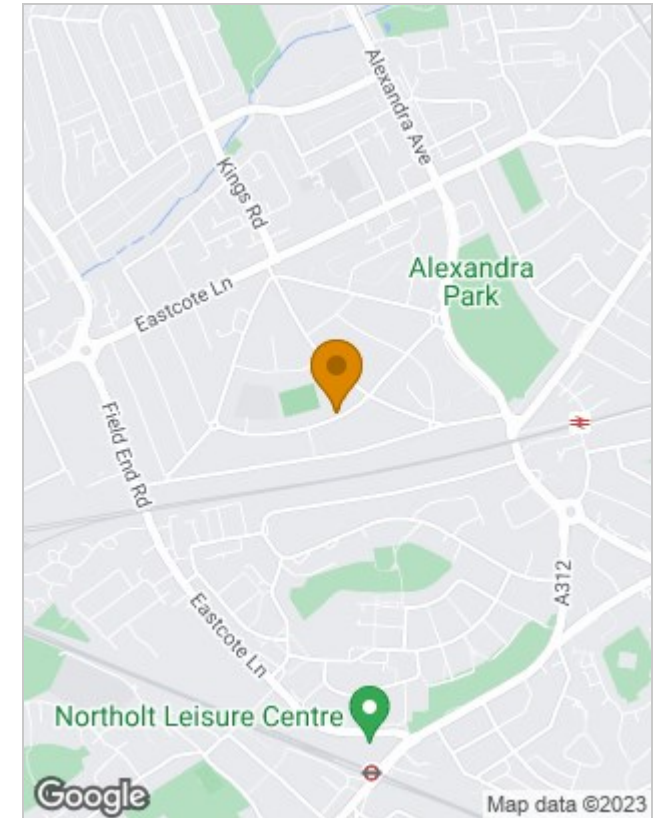 Alexandra Ave
Kings Rd
Alexandra
Park
Eastcote Ln
Field End Rd
A312
Eastcote Ln
Northolt Leisure Centre
Google
Map data ©2023